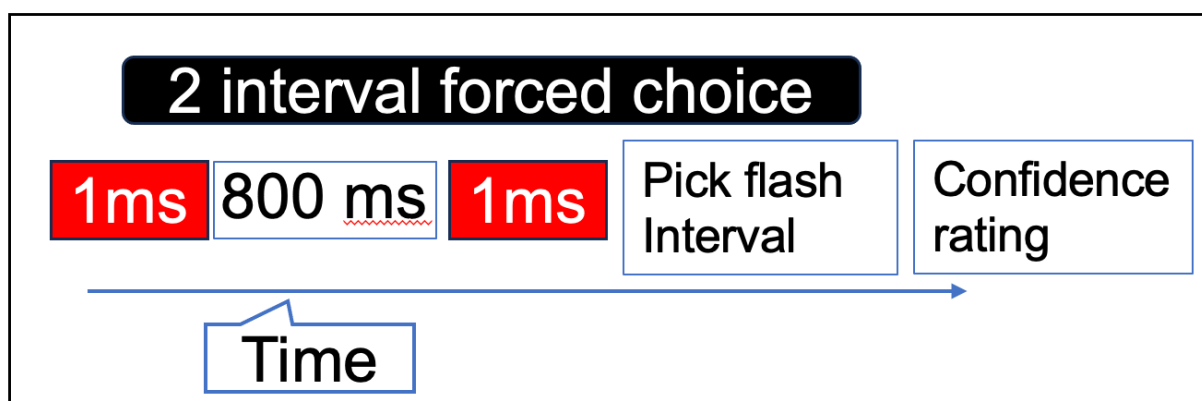 2 interval forced choice
1ms
800 ms
1ms
Pick flash
Interval
Confidence
rating
Time